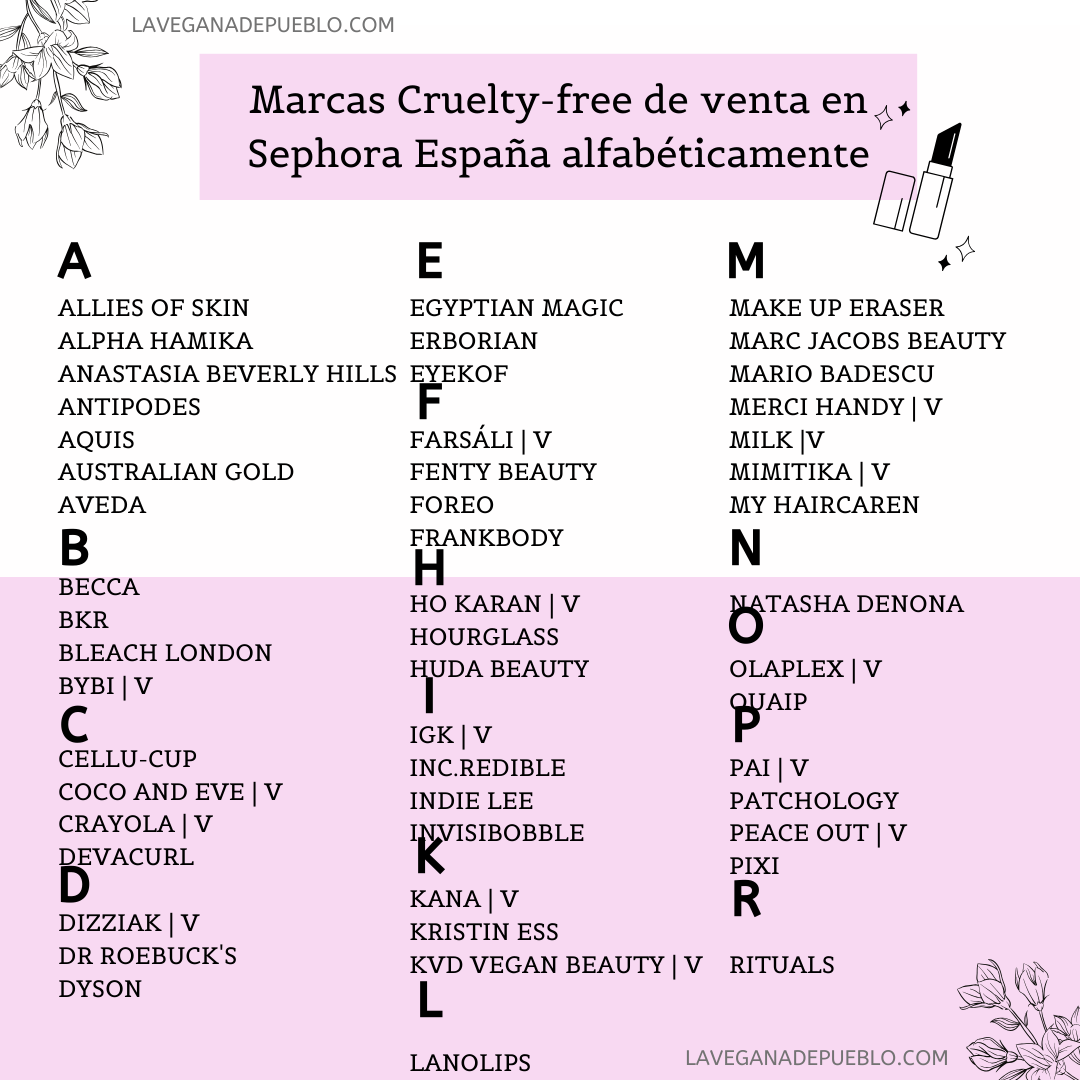 LAVEGANADEPUEBLO.COM
Marcas Cruelty-free de venta en
Sephora España alfabéticamente
A
ALLIES OF SKIN
ALPHA HAMIKA
ANASTASIA BEVERLY HILLS
ANTIPODES
AQUIS
AUSTRALIAN GOLD
AVEDA
B
BECCA
BKR
BLEACH LONDON
BYBI | V
C
CELLU-CUP
COCO AND EVE | V
CRAYOLA | V
DEVACURL
D
DIZZIAK | V
DR ROEBUCK'S
DYSON
E
EGYPTIAN MAGIC
ERBORIAN
EYEKOF
F
FARSÁLI | V
FENTY BEAUTY
FOREO
FRANKBODY
H
HO KARAN | V
HOURGLASS
HUDA BEAUTY
I
IGK | V
INC.REDIBLE
INDIE LEE
INVISIBOBBLE
K
KANA | V
KRISTIN ESS
KVD VEGAN BEAUTY | V
L
LANOLIPS
M
MAKE UP ERASER
MARC JACOBS BEAUTY
MARIO BADESCU
MERCI HANDY | V
MILK |V
MIMITIKA | V
MY HAIRCAREN
N
NATASHA DENONA
O
OLAPLEX | V
OUAIP
P
PAI | V
PATCHOLOGY
PEACE OUT | V
PIXI
R
RITUALS
LAVEGANADEPUEBLO.COM